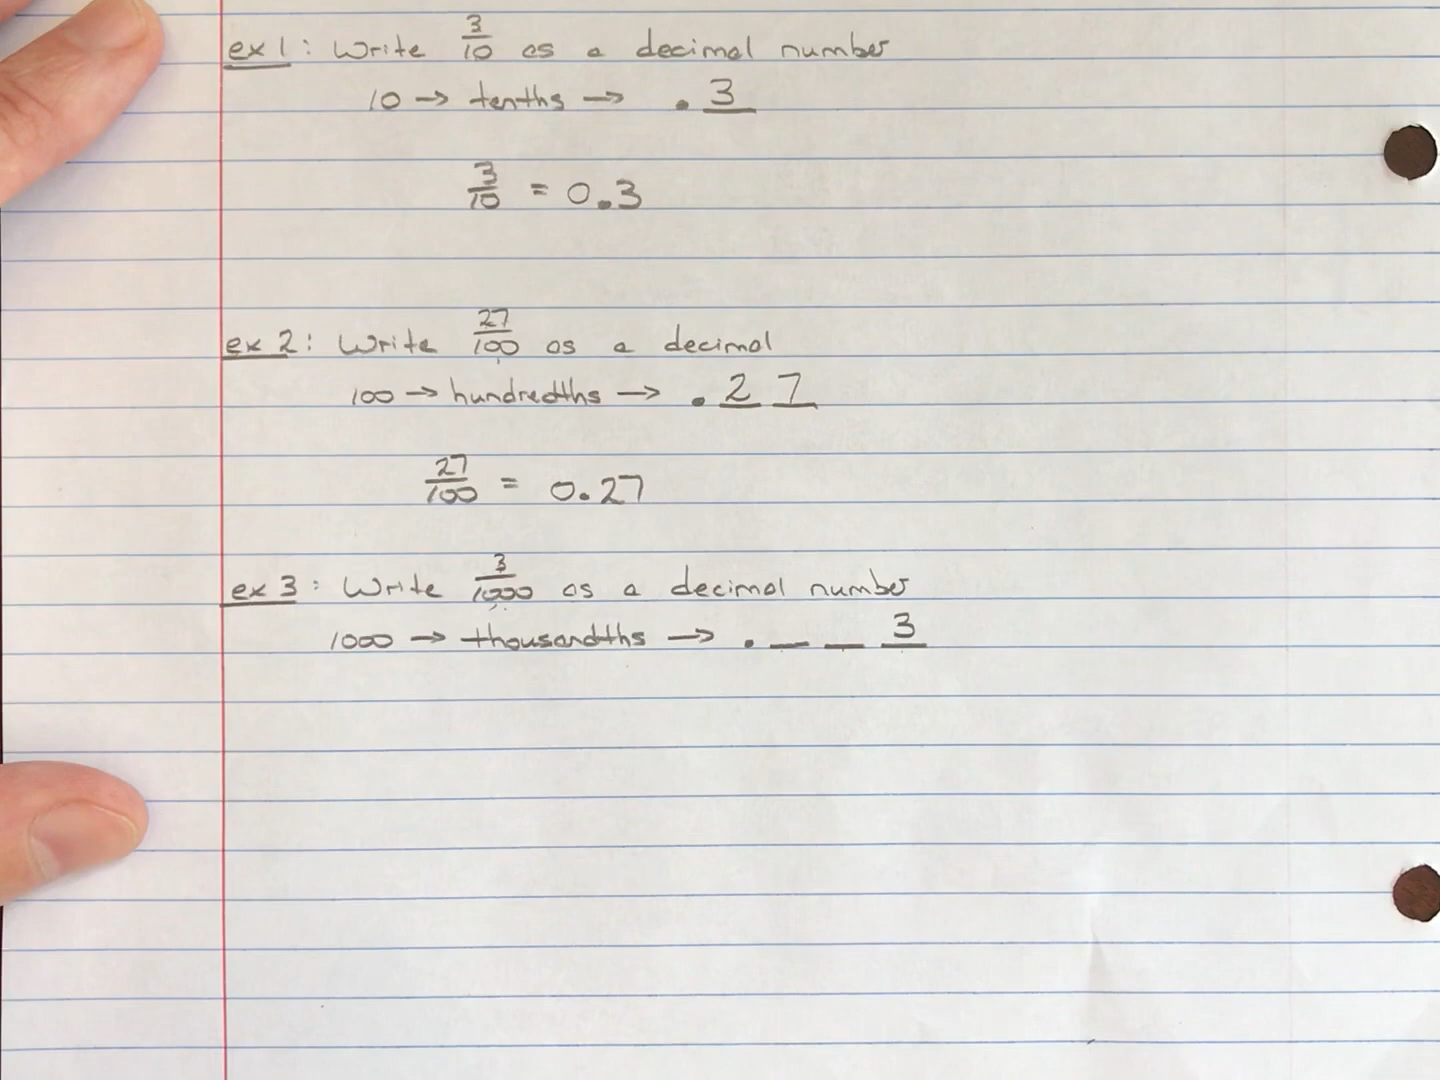 ex 1: Write 3/10 as a decimal number
10 → tenths → . 3
3/10 = 0.3
ex 2: Write 27/100 as a decimal
100 → hundredths → . 2 7
27/100 = 0.27
ex 3: Write 3/1000 as a decimal number
1000 → thousandths → . _ _ 3